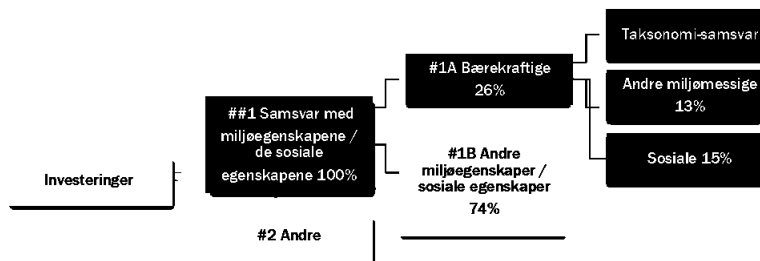 Investeringer
##1 Samsvar med
miljøegenskapene /
de sosiale
egenskapene 100%
#2 Andre
#1A Bærekraftige
26%
#1B Andre
miljøegenskaper /
sosiale egenskaper
74%
Taksonomi-samsvar
Andre miljømessige
13%
Sosiale 15%